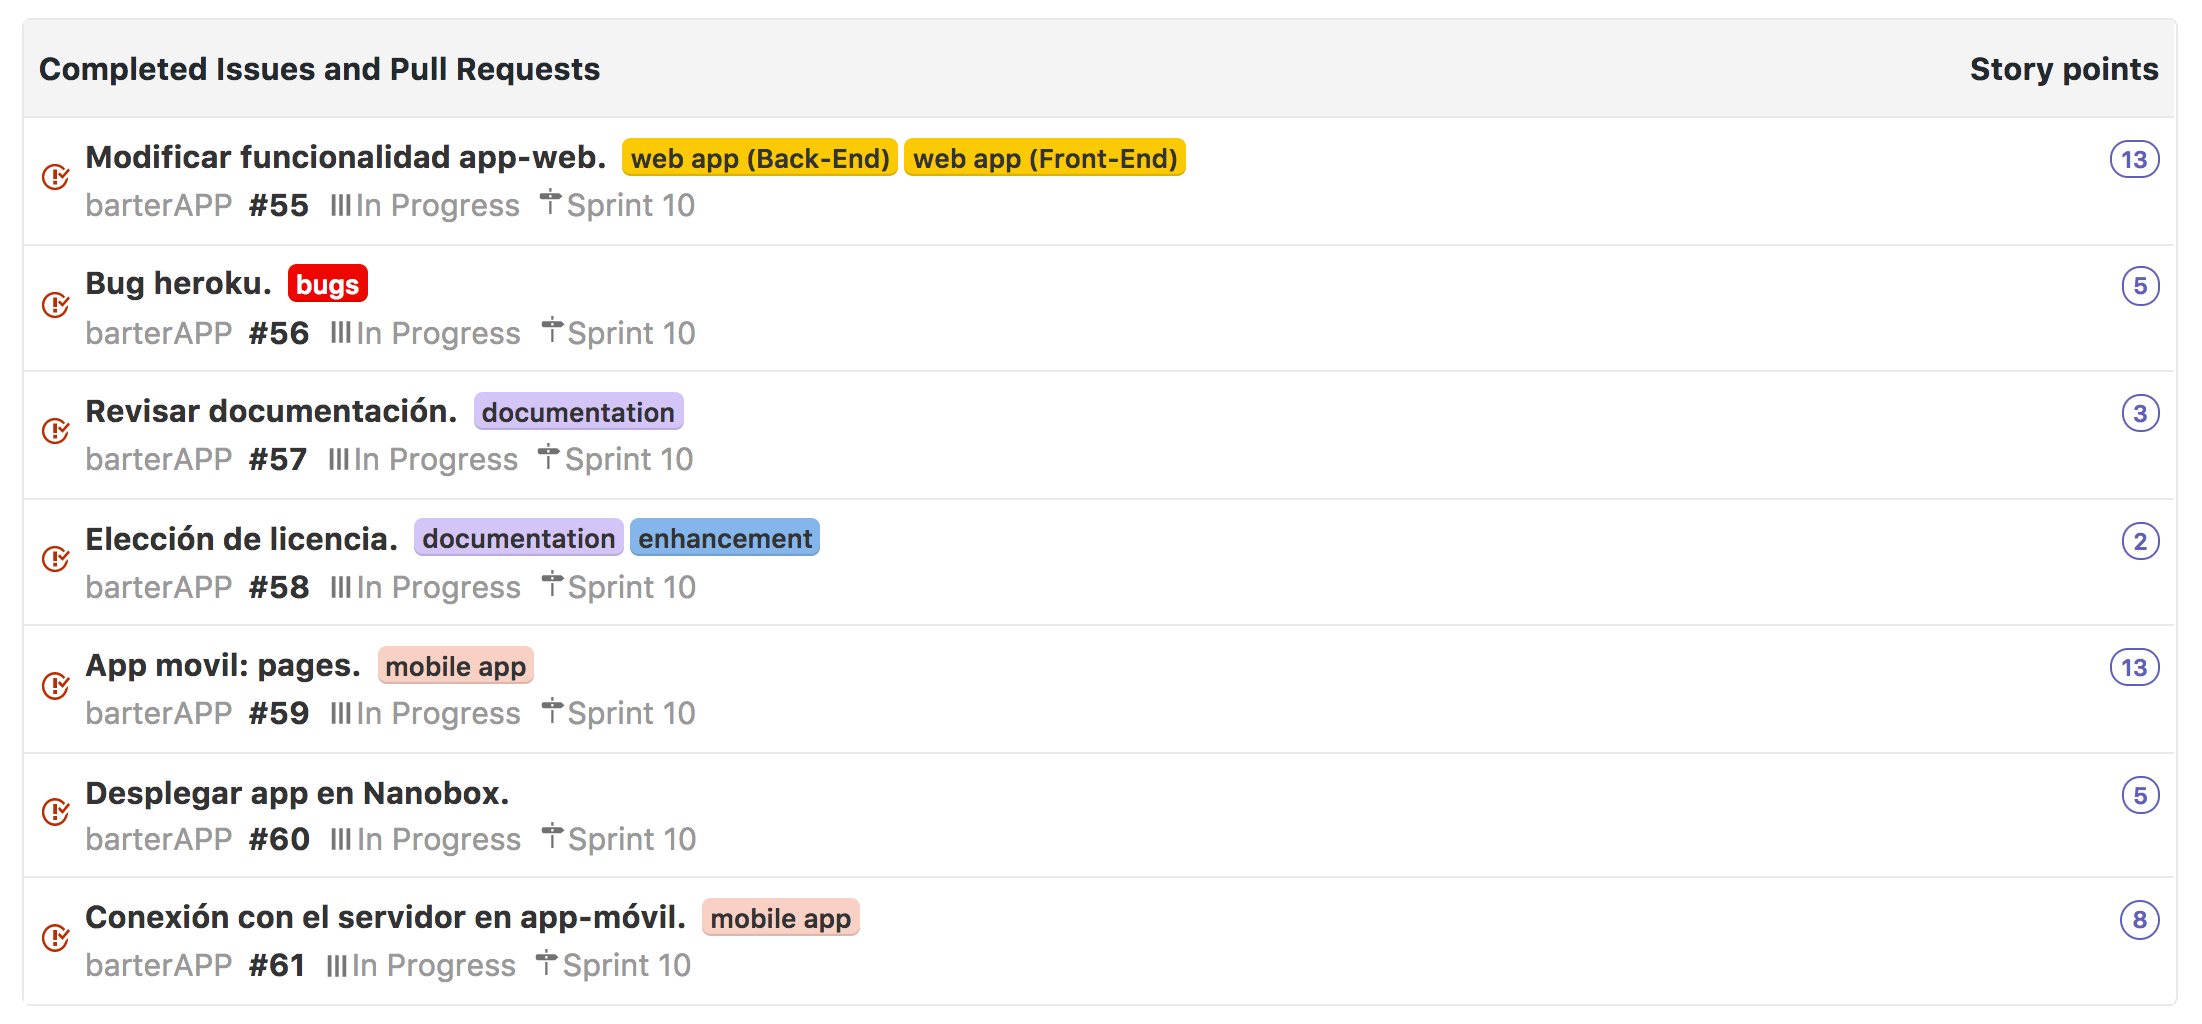 Completed Issues and Pull Requests Story points
Modificar funcionalidad app-web. web app (Back-End) web app (Front-End) 13
barterAPP #55 In Progress Sprint 10
Bug heroku. bugs 5
barterAPP #56 In Progress Sprint 10
Revisar documentación. documentation 3
barterAPP #57 In Progress Sprint 10
Elección de licencia. documentation enhancement 2
barterAPP #58 In Progress Sprint 10
App movil: pages. mobile app 13
barterAPP #59 In Progress Sprint 10
Desplegar app en Nanobox. 5
barterAPP #60 In Progress Sprint 10
Conexión con el servidor en app-móvil. mobile app 8
barterAPP #61 In Progress Sprint 10